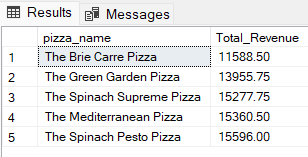 Results Messages
pizza_name Total_Revenue
1 The Brie Carre Pizza 11588.50
2 The Green Garden Pizza 13955.75
3 The Spinach Supreme Pizza 15277.75
4 The Mediterranean Pizza 15360.50
5 The Spinach Pesto Pizza 15596.00